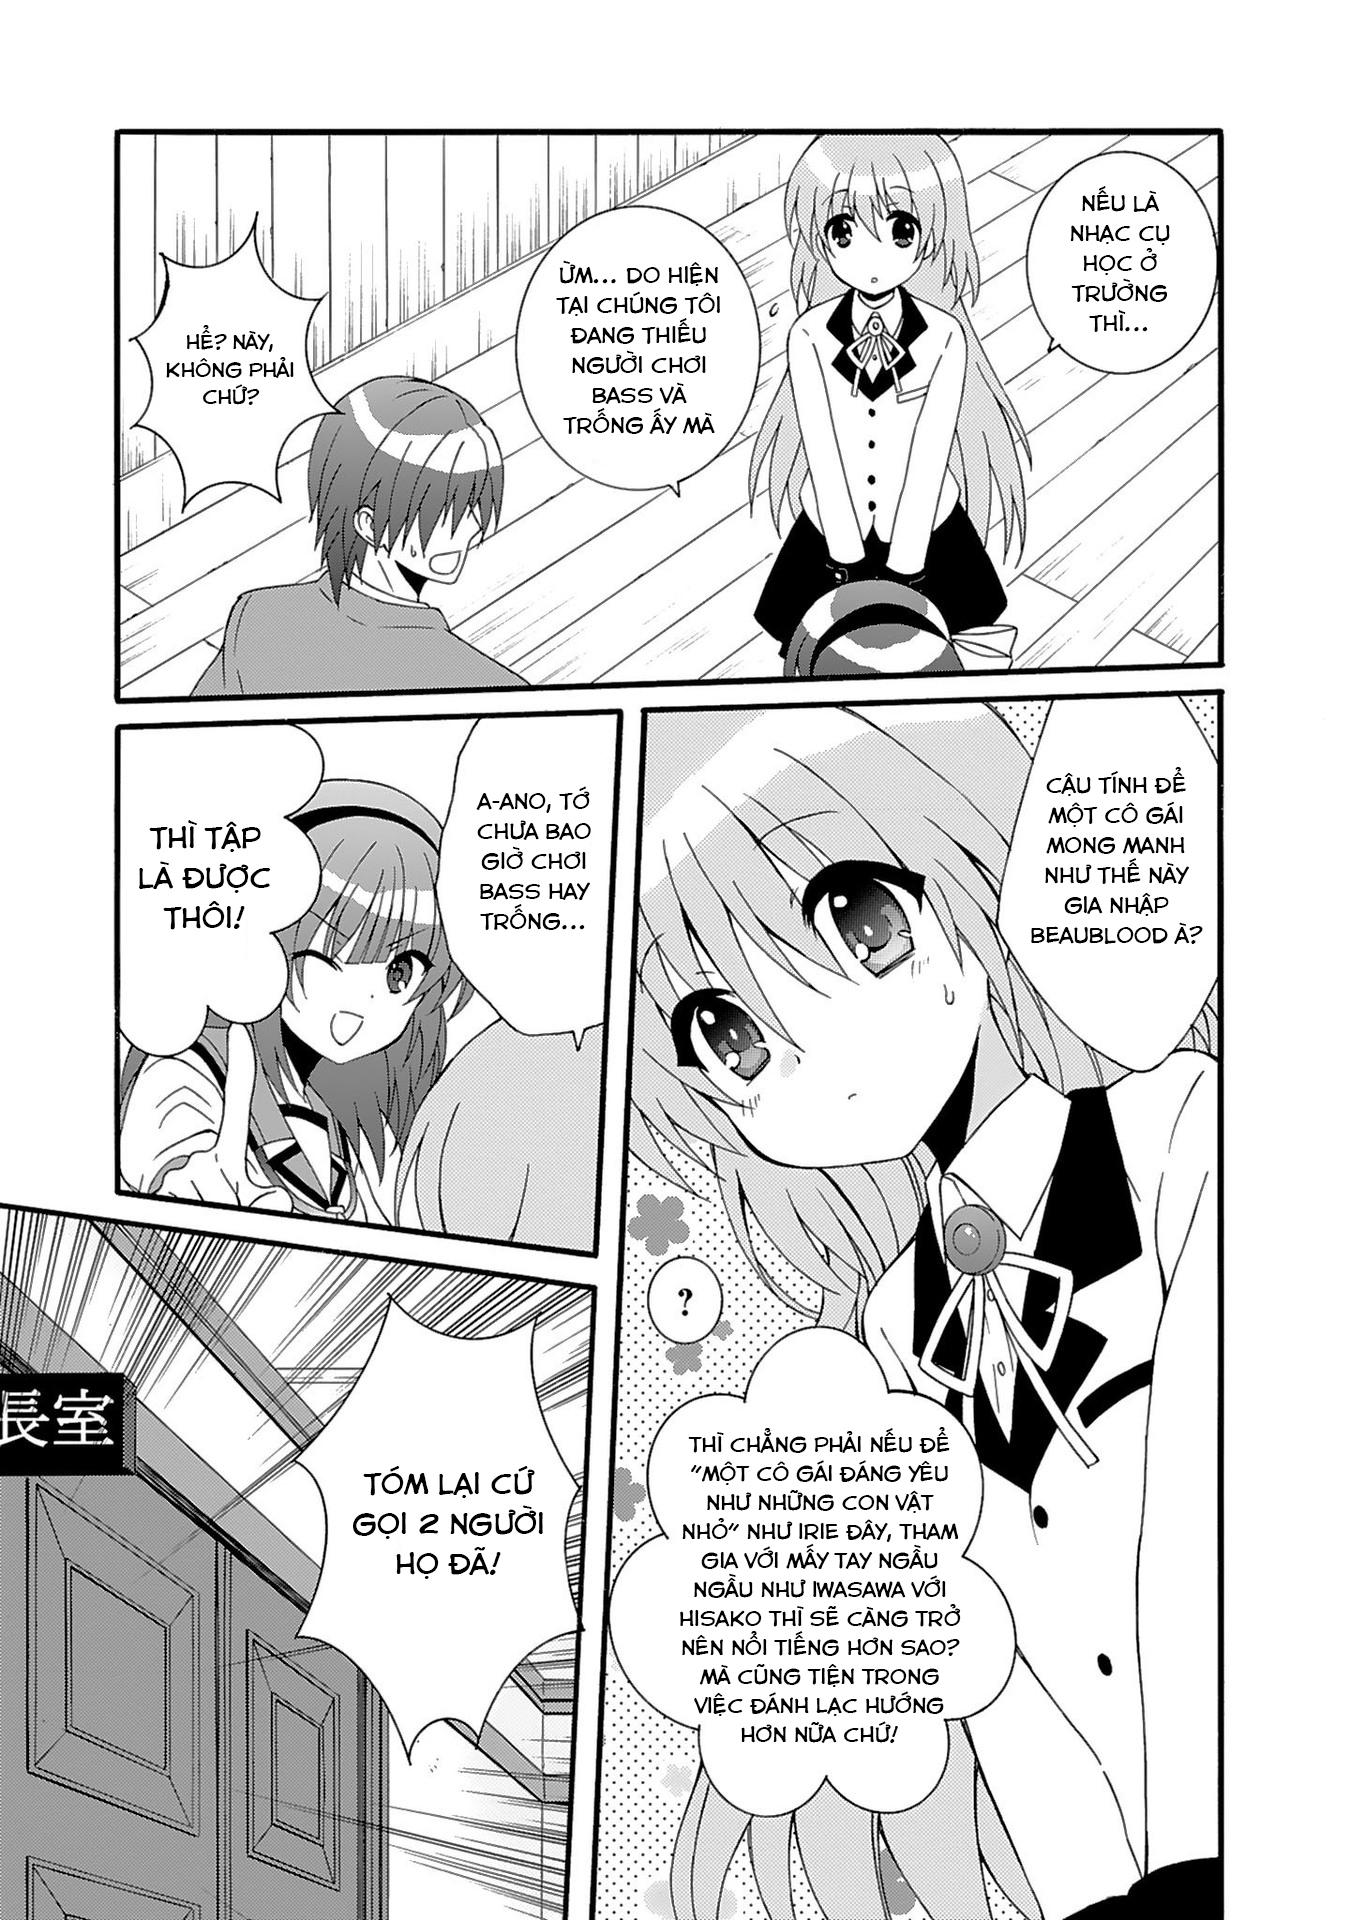 NẾU LÀ
NHẠC CỤ
HỌC Ở
TRƯỜNG
THÌ...
ỪM... DO HIỆN
TẠI CHÚNG TÔI
ĐANG THIẾU
NGƯỜI CHƠI
BASS VÀ
TRỐNG ẤY MÀ
HỂ? NÀY,
KHÔNG PHẢI
CHỨ?
CẬU TÍNH ĐỂ
MỘT CÔ GÁI
MONG MANH
NHƯ THẾ NÀY
GIA NHẬP
BEAUBLOOD À?
?
THÌ CHẲNG PHẢI NẾU ĐỂ
"MỘT CÔ GÁI ĐÁNG YÊU
NHƯ NHỮNG CON VẬT
NHỎ" NHƯ IRIE ĐÂY, THAM
GIA VỚI MẤY TAY NGẦU
NGẦU NHƯ IWASAWA VỚI
HISAKO THÌ SẼ CÀNG TRỞ
NÊN NỔI TIẾNG HƠN SAO?
MÀ CŨNG TIỆN TRONG
VIỆC ĐÁNH LẠC HƯỚNG
HƠN NỮA CHỨ!
A-ANO, TỚ
CHƯA BAO
GIỜ CHƠI
BASS HAY
TRỐNG...
THÌ TẬP
LÀ ĐƯỢC
THÔI!
TÓM LẠI CỨ
GỌI 2 NGƯỜI
HỌ ĐÃ!
長室